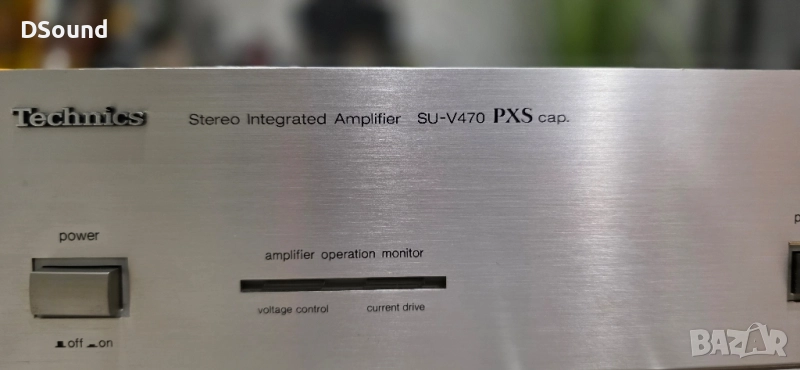 DSound
Technics
Stereo Integrated Amplifier SU-V470 PXS cap.
power
amplifier operation monitor
voltage control current drive
off on
BAZAR